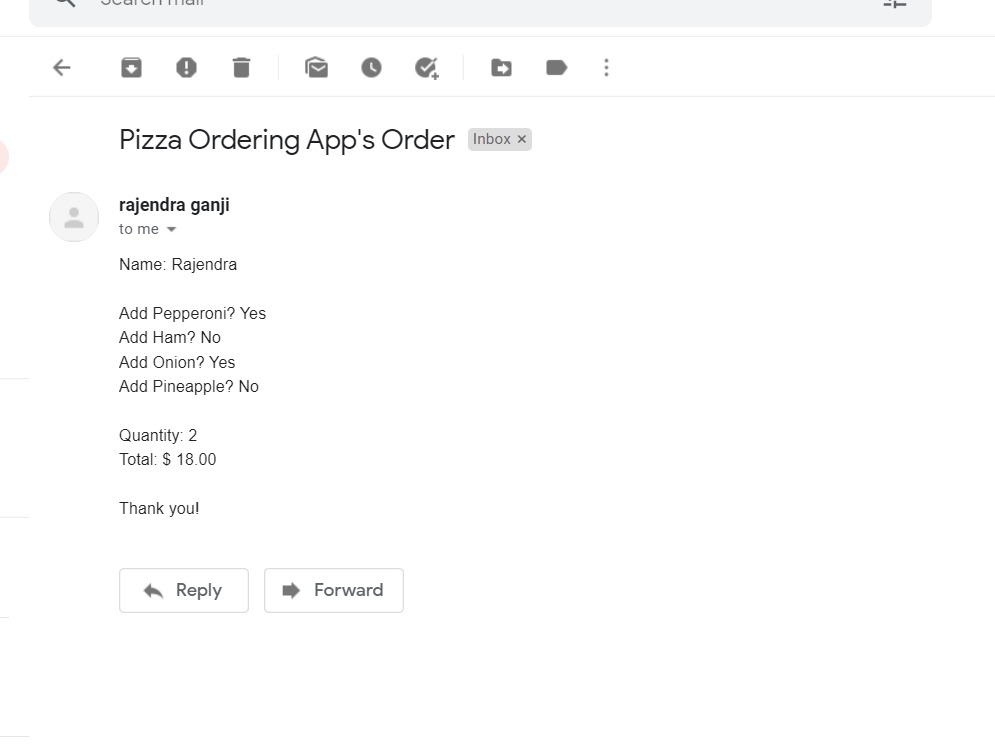 Search mail
Pizza Ordering App's Order
Inbox ×
rajendra ganji
to me
Name: Rajendra
Add Pepperoni? Yes
Add Ham? No
Add Onion? Yes
Add Pineapple? No
Quantity: 2
Total: $ 18.00
Thank you!
Reply
Forward